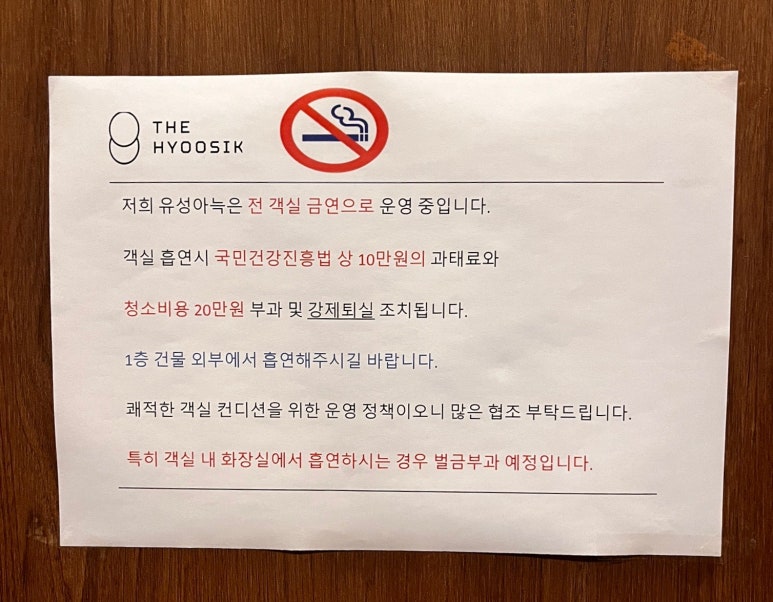 THE
HYOOSIK
저희 유성아늑은 전 객실 금연으로 운영 중입니다.
객실 흡연시 국민건강진흥법 상 10만원의 과태료와
청소비용 20만원 부과 및 강제퇴실 조치됩니다.
1층 건물 외부에서 흡연해주시길 바랍니다.
쾌적한 객실 컨디션을 위한 운영 정책이오니 많은 협조 부탁드립니다.
특히 객실 내 화장실에서 흡연하시는 경우 벌금부과 예정입니다.